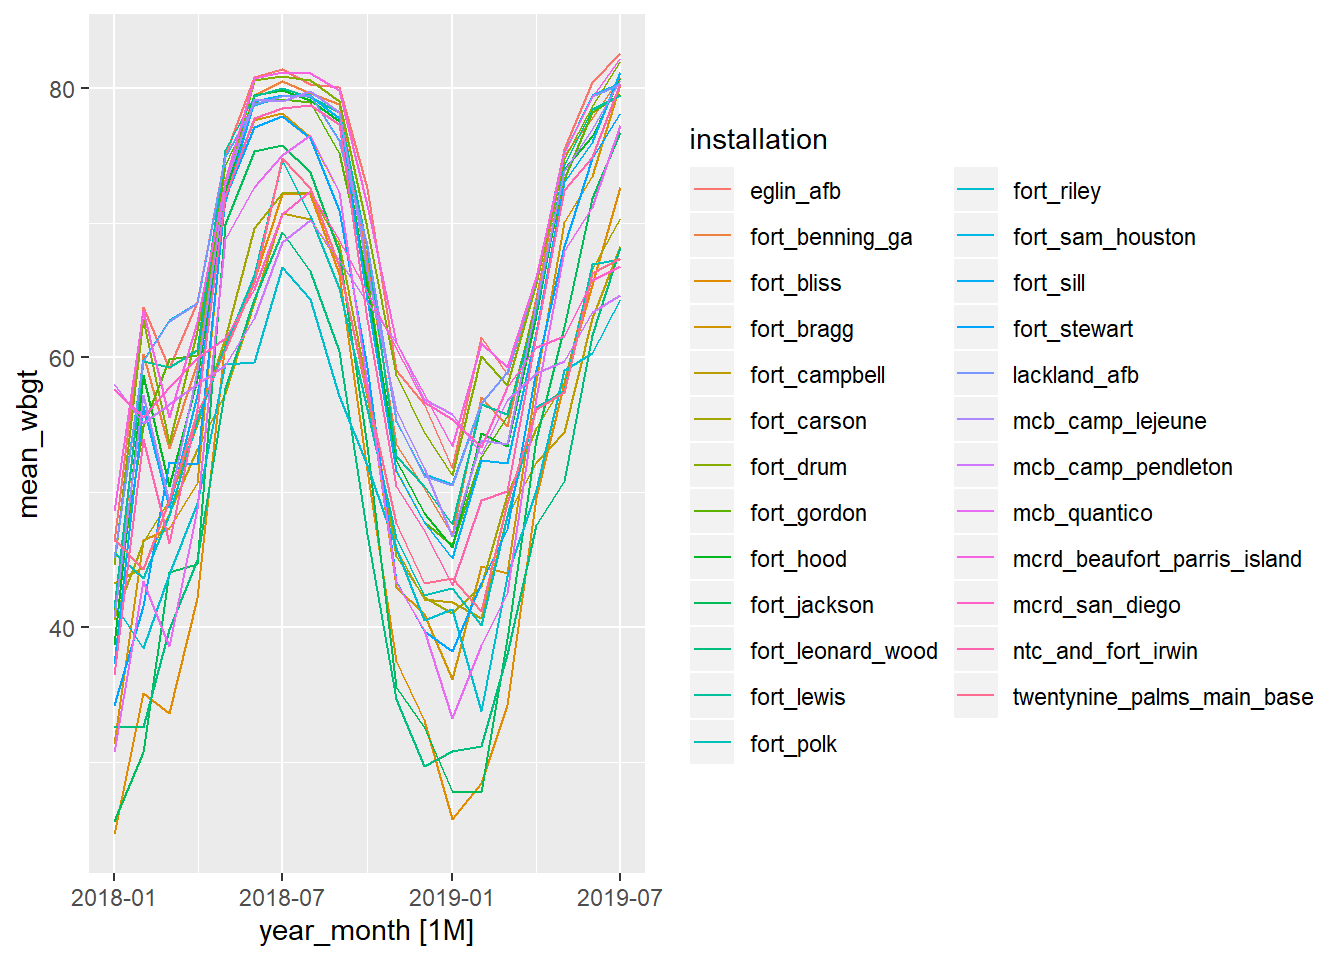 80
60
40
mean_wbgt
2018-01
2018-07
2019-01
2019-07
year_month [1M]
installation
eglin_afb
fort_benning_ga
fort_bliss
fort_bragg
fort_campbell
fort_carson
fort_drum
fort_gordon
fort_hood
fort_jackson
fort_leonard_wood
fort_lewis
fort_polk
fort_riley
fort_sam_houston
fort_sill
fort_stewart
lackland_afb
mcb_camp_lejeune
mcb_camp_pendleton
mcb_quantico
mcrd_beaufort_parris_island
mcrd_san_diego
ntc_and_fort_irwin
twentynine_palms_main_base